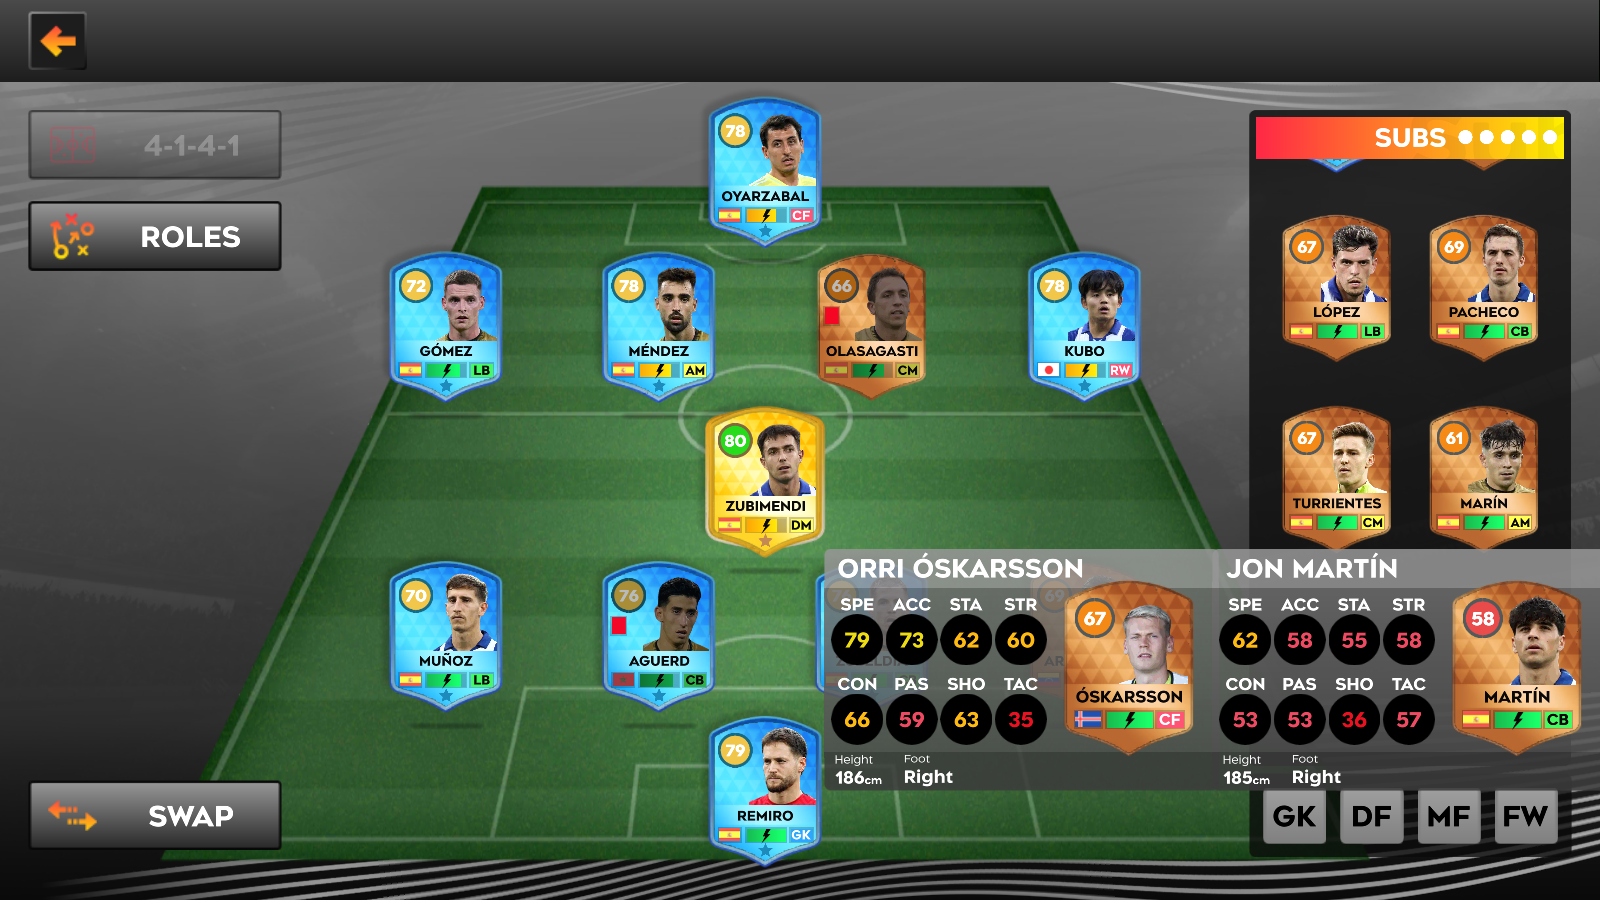 4-1-4-1
ROLES
SWAP
78
OYARZABAL
CF
72
GÓMEZ
LB
78
MÉNDEZ
AM
66
OLASAGASTI
CM
78
KUBO
RW
80
ZUBIMENDI
DM
70
MUÑOZ
LB
76
AGUERD
CB
69
79
REMIRO
GK
SUBS
67
LÓPEZ
LB
69
PACHECO
CB
67
TURRIENTES
CM
61
MARÍN
AM
ORRI ÓSKARSSON
SPE ACC STA STR
79 73 62 60
CON PAS SHO TAC
66 59 63 35
Height Foot
186cm Right
67
ÓSKARSSON
CF
JON MARTÍN
SPE ACC STA STR
62 58 55 58
CON PAS SHO TAC
53 53 36 57
Height Foot
185cm Right
58
MARTÍN
CB
GK DF MF FW